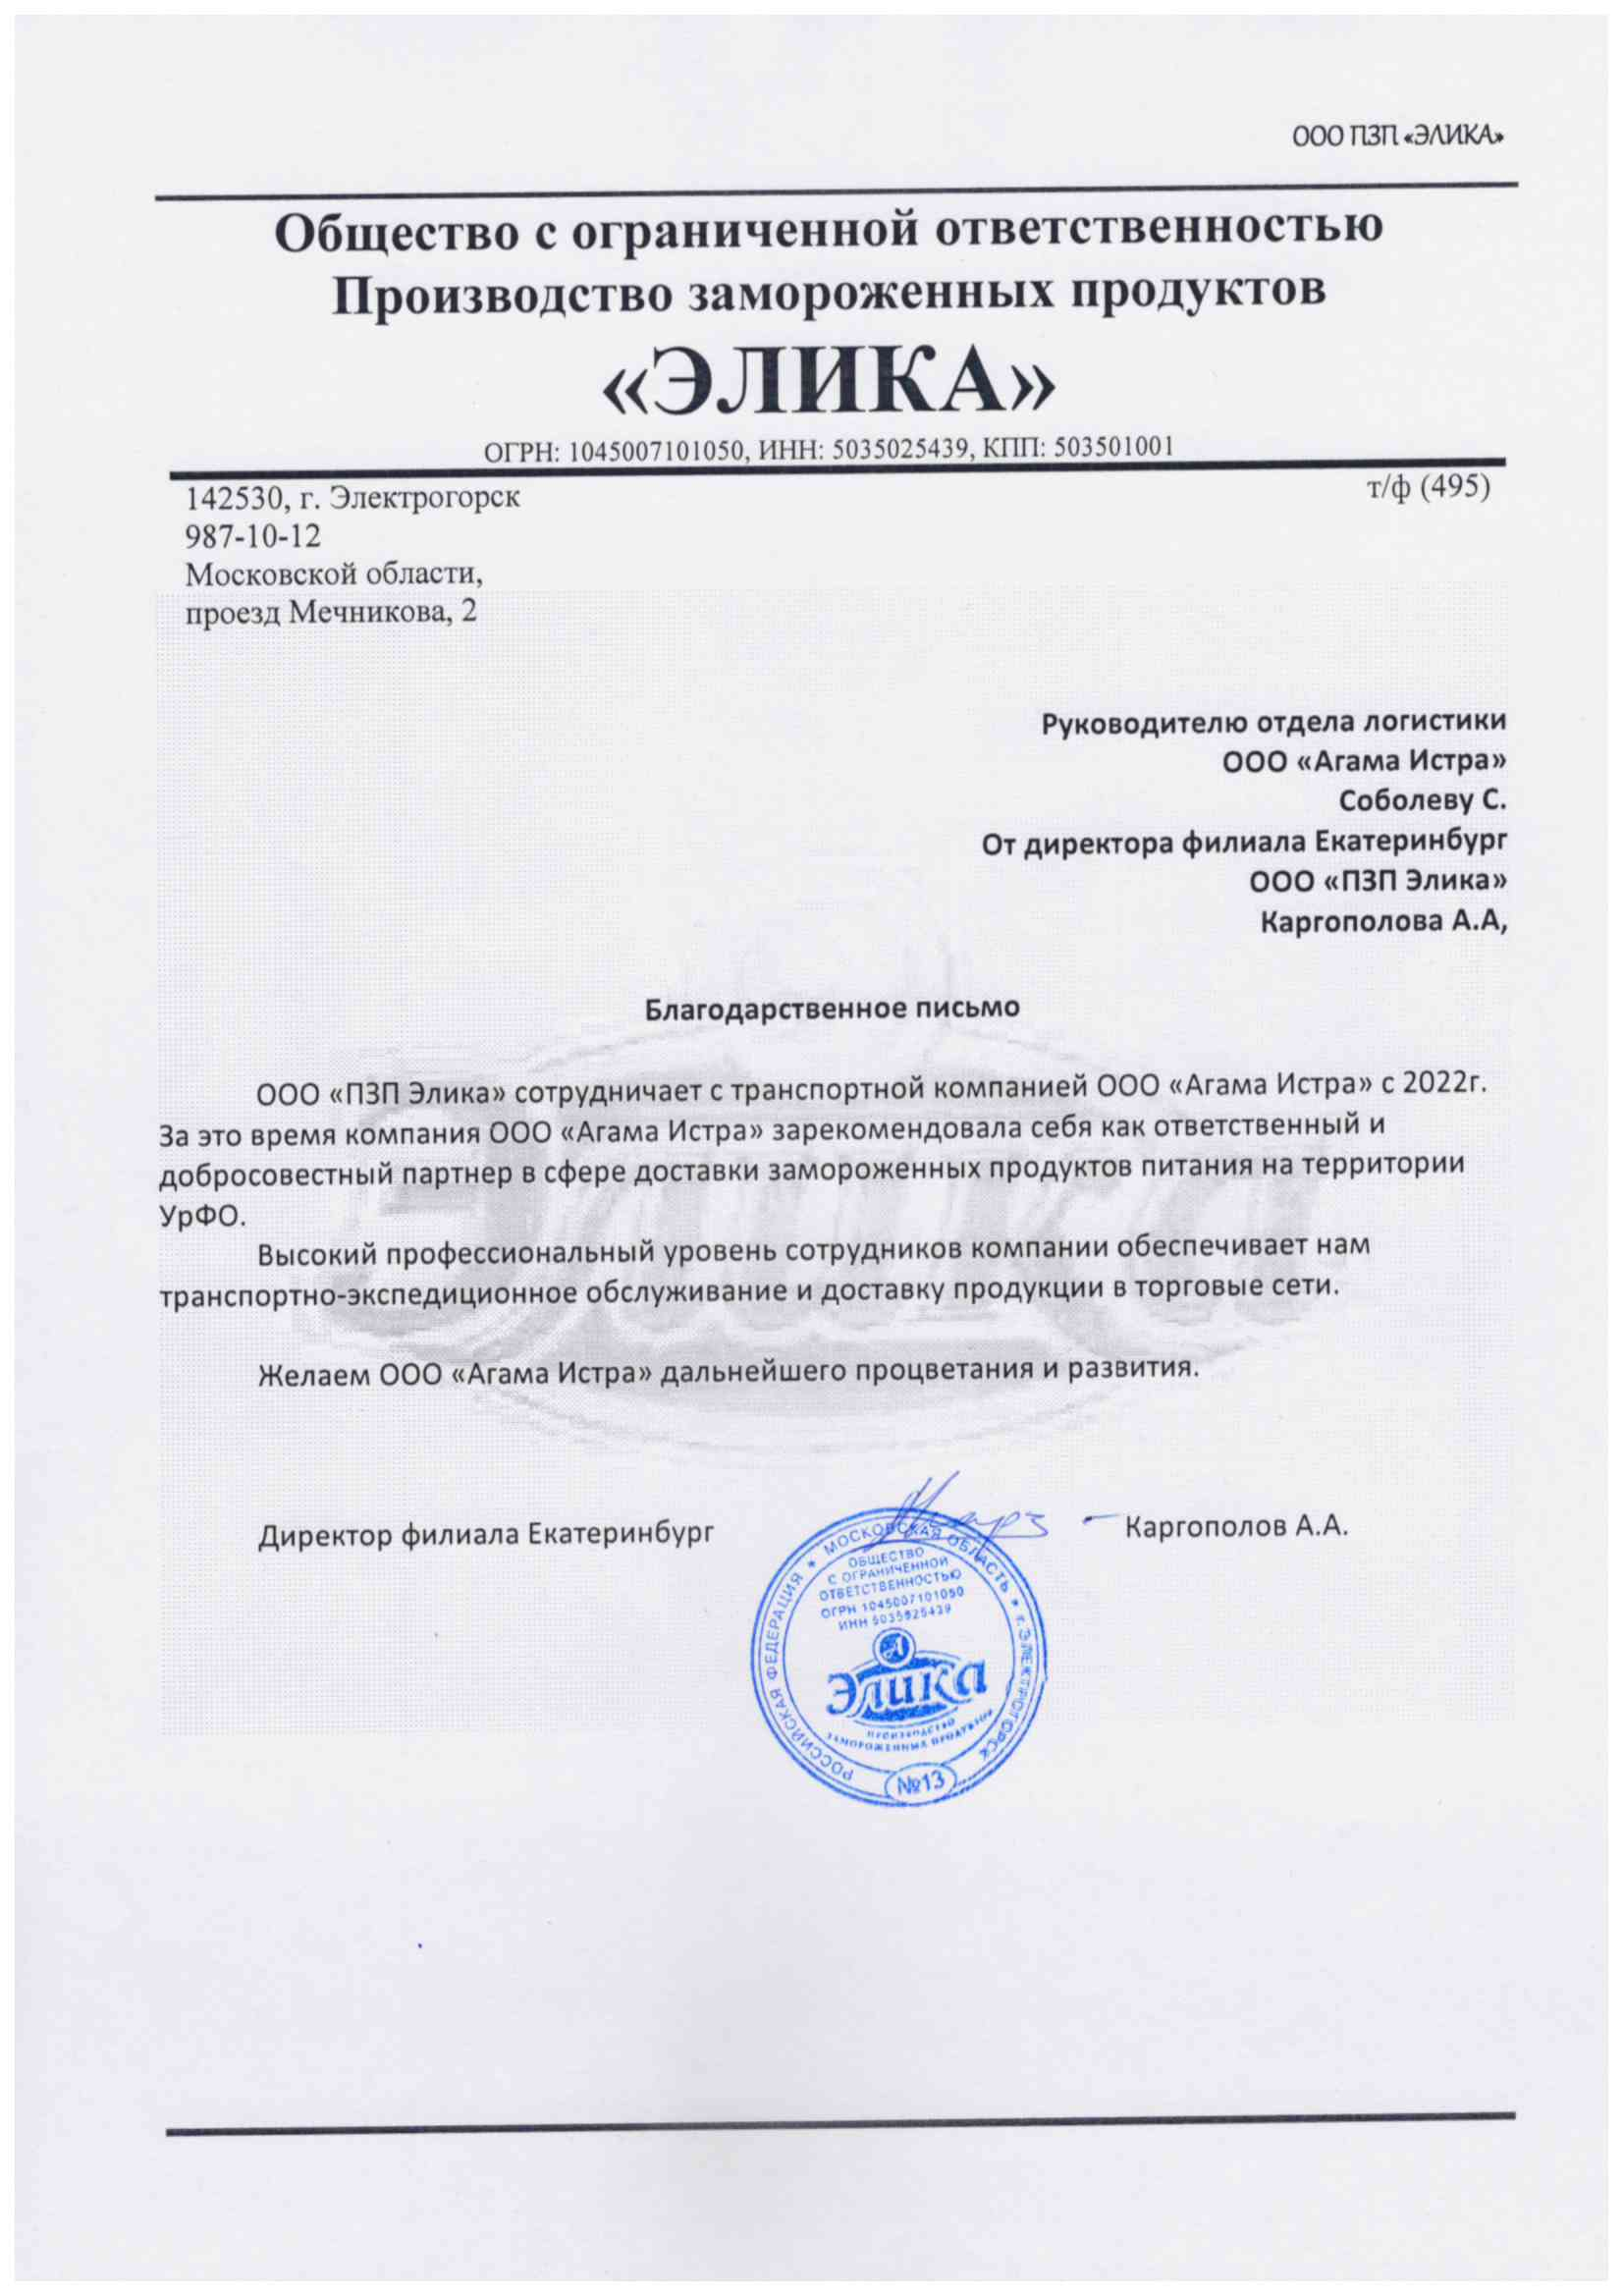 ООО ПЗП «ЭЛИКА»
Общество с ограниченной ответственностью
Производство замороженных продуктов
«ЭЛИКА»
ОГРН: 1045007101050, ИНН: 5035025439, КПП: 503501001
142530, г. Электрогорск т/ф (495)
987-10-12
Московской области,
проезд Мечникова, 2
Руководителю отдела логистики
ООО «Агама Истра»
Соболеву С.
От директора филиала Екатеринбург
ООО «ПЗП Элика»
Каргополова А.А,
Благодарственное письмо
ООО «ПЗП Элика» сотрудничает с транспортной компанией ООО «Агама Истра» с 2022г.
За это время компания ООО «Агама Истра» зарекомендовала себя как ответственный и
добросовестный партнер в сфере доставки замороженных продуктов питания на территории
УрФО.
Высокий профессиональный уровень сотрудников компании обеспечивает нам
транспортно-экспедиционное обслуживание и доставку продукции в торговые сети.
Желаем ООО «Агама Истра» дальнейшего процветания и развития.
Элика
Директор филиала Екатеринбург Каргополов А.А.
РОССИЙСКАЯ ФЕДЕРАЦИЯ * МОСКОВСКАЯ ОБЛАСТЬ * г. ЭЛЕКТРОГОРСК *
ОБЩЕСТВО
С ОГРАНИЧЕННОЙ
ОТВЕТСТВЕННОСТЬЮ
ОГРН 1045007101050
ИНН 5035025439
Элика
ПРОИЗВОДСТВО
ЗАМОРОЖЕННЫХ ПРОДУКТОВ
№13